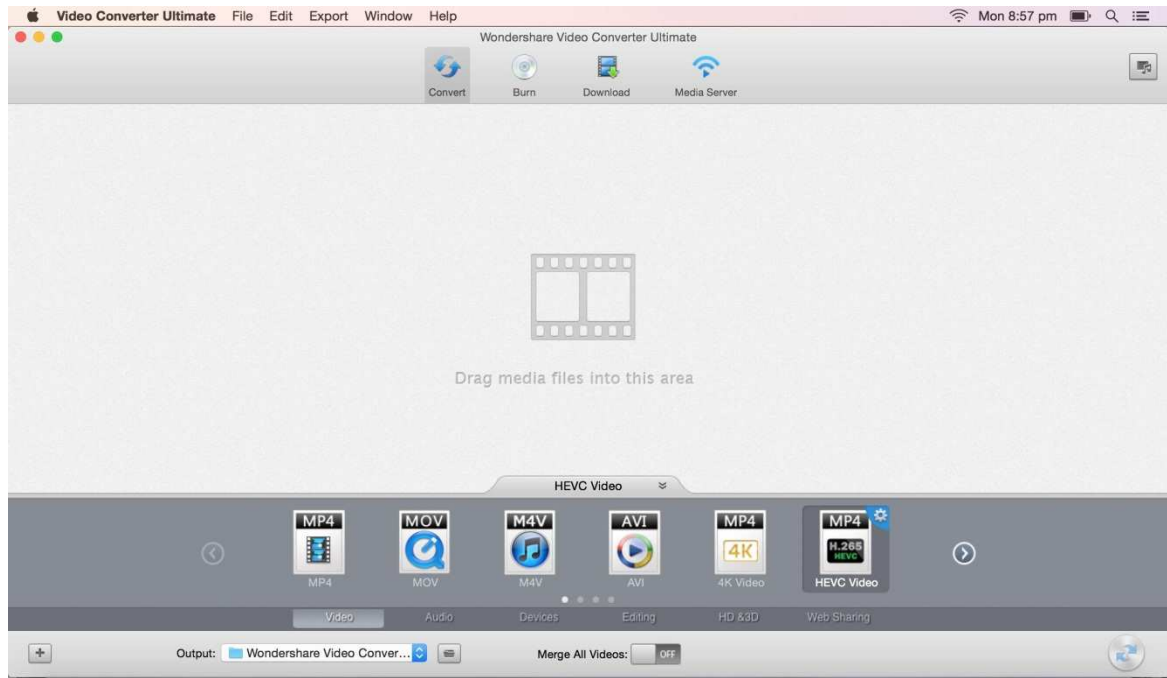 Video Converter Ultimate File Edit Export Window Help Mon 8:57 pm
Wondershare Video Converter Ultimate
Convert Burn Download Media Server
Drag media files into this area
HEVC Video
MP4 MOV M4V AVI MP4 MP4
4K H.265
HEVC
MP4 MOV M4V AVI 4K Video HEVC Video
Video Audio Devices Editing HD &3D Web Sharing
Output: Wondershare Video Conver... Merge All Videos: OFF